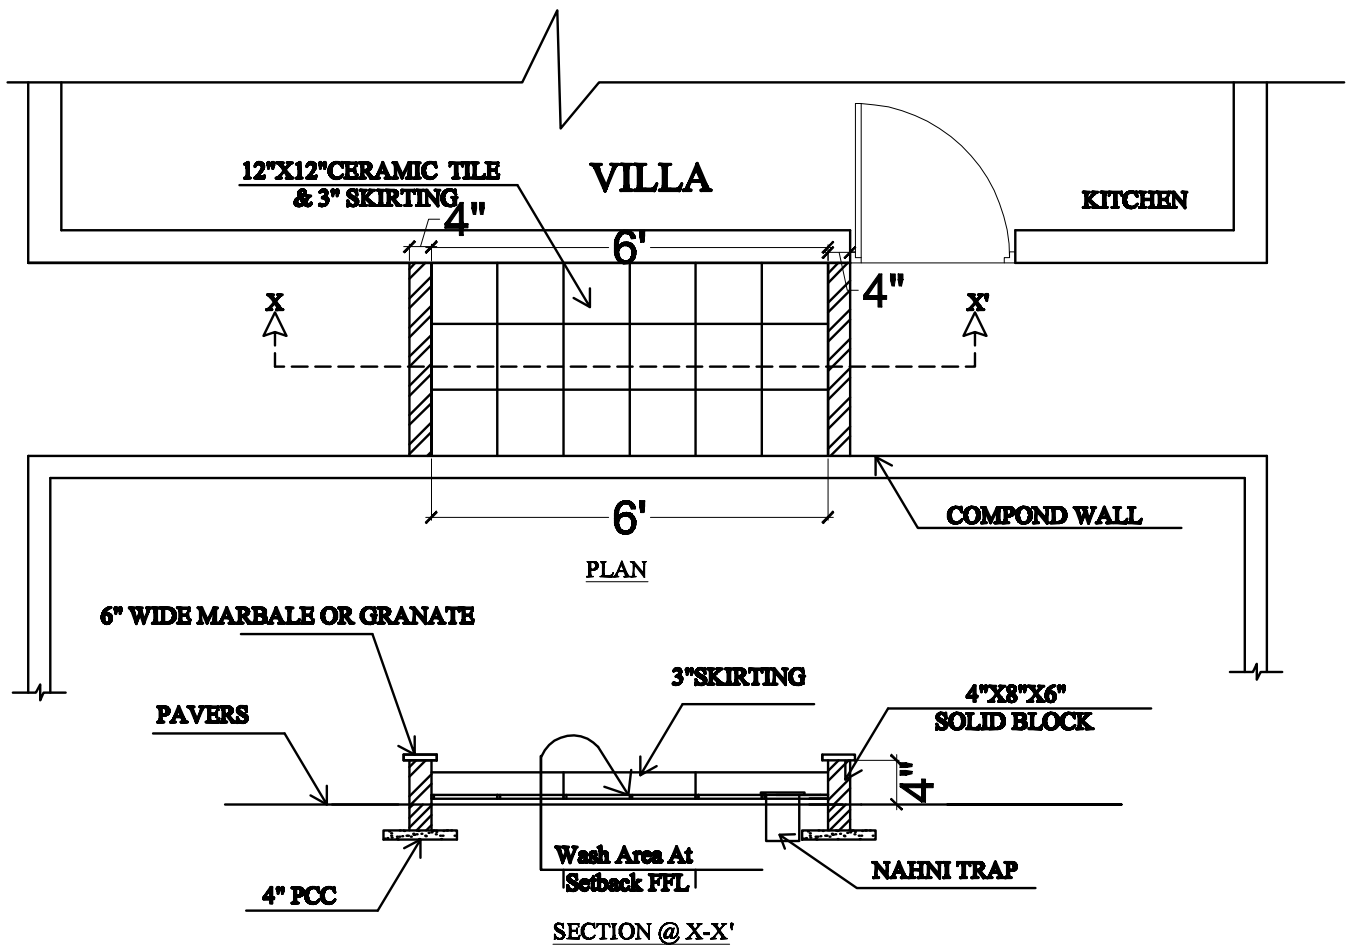 VILLA
12"X12"CERAMIC TILE
& 3" SKIRTING
KITCHEN
4"
6'
4"
X
X'
6'
COMPOND WALL
PLAN
6" WIDE MARBALE OR GRANATE
3"SKIRTING
4"X8"X6"
SOLID BLOCK
PAVERS
4"
Wash Area At
Setback FFL
NAHNI TRAP
4" PCC
SECTION @ X-X'